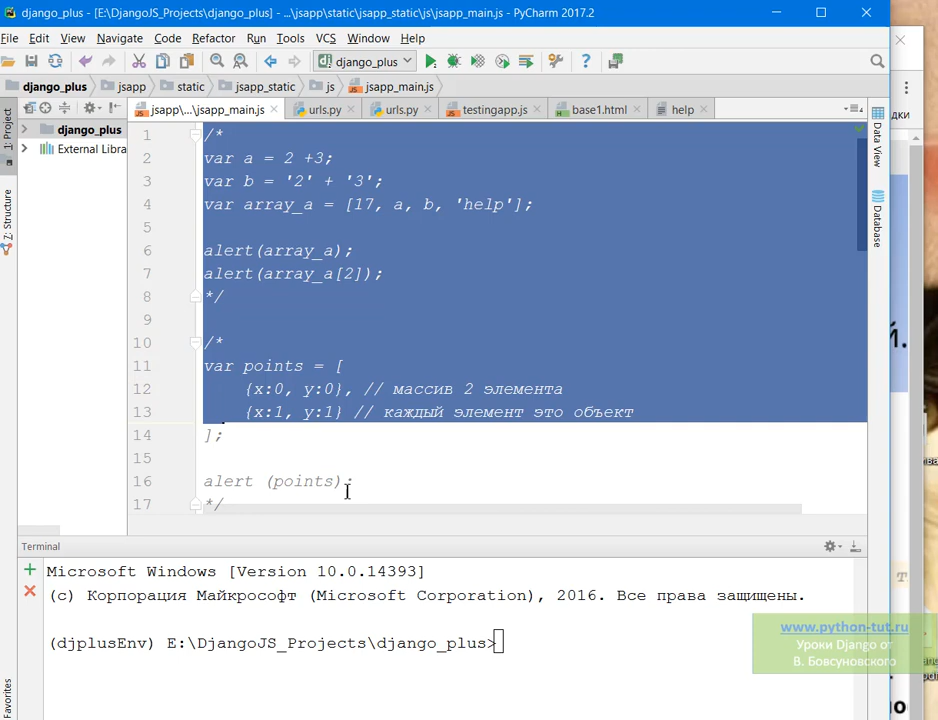 django_plus - [E:\DjangoJS_Projects\django_plus] - ...\jsapp\static\jsapp_static\js\jsapp_main.js - PyCharm 2017.2
File Edit View Navigate Code Refactor Run Tools VCS Window Help
django_plus
django_plus jsapp static jsapp_static js jsapp_main.js
jsapp\...\jsapp_main.js urls.py urls.py testingapp.js base1.html help
1: Project
Z: Structure
Favorites
django_plus
External Libra
1 /*
2 var a = 2 +3;
3 var b = '2' + '3';
4 var array_a = [17, a, b, 'help'];
5
6 alert(array_a);
7 alert(array_a[2]);
8 */
9
10 /*
11 var points = [
12 {x:0, y:0}, // массив 2 элемента
13 {x:1, y:1} // каждый элемент это объект
14 ];
15
16 alert (points);
17 */
Data View
Database
Terminal
Microsoft Windows [Version 10.0.14393]
(c) Корпорация Майкрософт (Microsoft Corporation), 2016. Все права защищены.
(djplusEnv) E:\DjangoJS_Projects\django_plus>
www.python-tut.ru
Уроки Django от
В. Бовсуновского